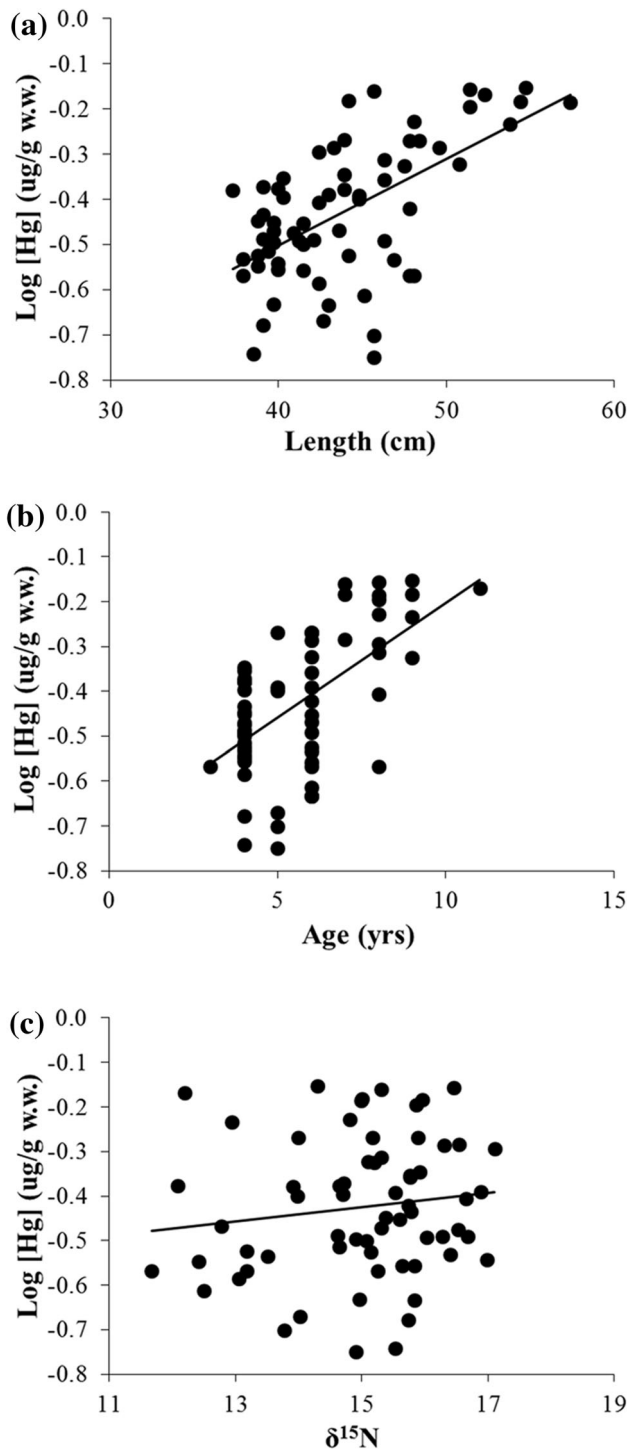 (a)
0.0
-0.1
-0.2
-0.3
-0.4
-0.5
-0.6
-0.7
-0.8
Log [Hg] (ug/g w.w.)
30 40 50 60
Length (cm)
(b)
0.0
-0.1
-0.2
-0.3
-0.4
-0.5
-0.6
-0.7
-0.8
Log [Hg] (ug/g w.w.)
0 5 10 15
Age (yrs)
(c)
0.0
-0.1
-0.2
-0.3
-0.4
-0.5
-0.6
-0.7
-0.8
Log [Hg] (ug/g w.w.)
11 13 15 17 19
δ¹⁵N